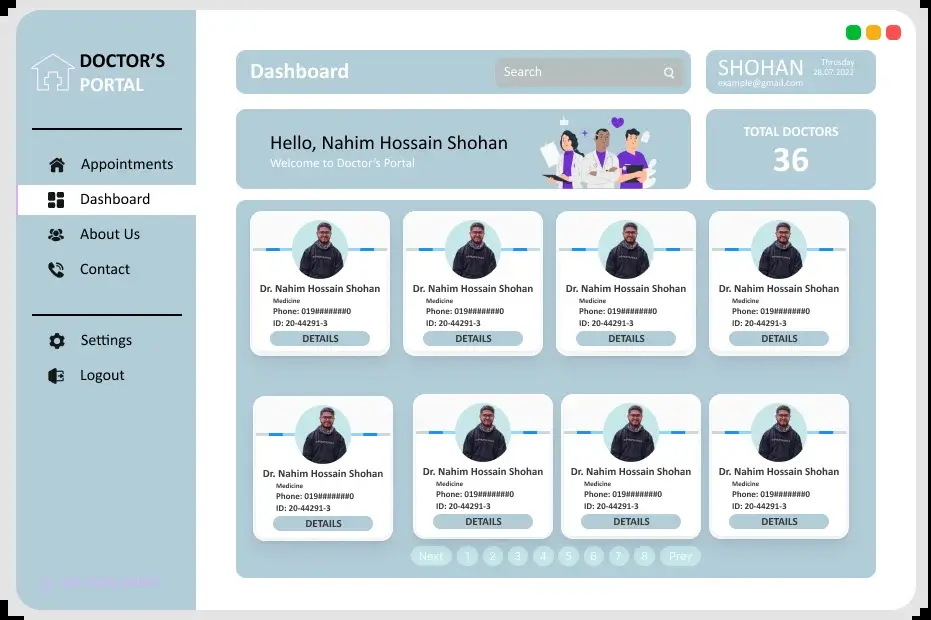 DOCTOR’S
PORTAL
Appointments
Dashboard
About Us
Contact
Settings
Logout
Dashboard
Search
SHOHAN
Thrusday
28.07.2022
example@gmail.com
Hello, Nahim Hossain Shohan
Welcome to Doctor’s Portal
TOTAL DOCTORS
36
Dr. Nahim Hossain Shohan
Medicine
Phone: 019#######0
ID: 20-44291-3
DETAILS
Dr. Nahim Hossain Shohan
Medicine
Phone: 019#######0
ID: 20-44291-3
DETAILS
Dr. Nahim Hossain Shohan
Medicine
Phone: 019#######0
ID: 20-44291-3
DETAILS
Dr. Nahim Hossain Shohan
Medicine
Phone: 019#######0
ID: 20-44291-3
DETAILS
Dr. Nahim Hossain Shohan
Medicine
Phone: 019#######0
ID: 20-44291-3
DETAILS
Dr. Nahim Hossain Shohan
Medicine
Phone: 019#######0
ID: 20-44291-3
DETAILS
Dr. Nahim Hossain Shohan
Medicine
Phone: 019#######0
ID: 20-44291-3
DETAILS
Dr. Nahim Hossain Shohan
Medicine
Phone: 019#######0
ID: 20-44291-3
DETAILS
Next 1 2 3 4 5 6 7 8 Prev